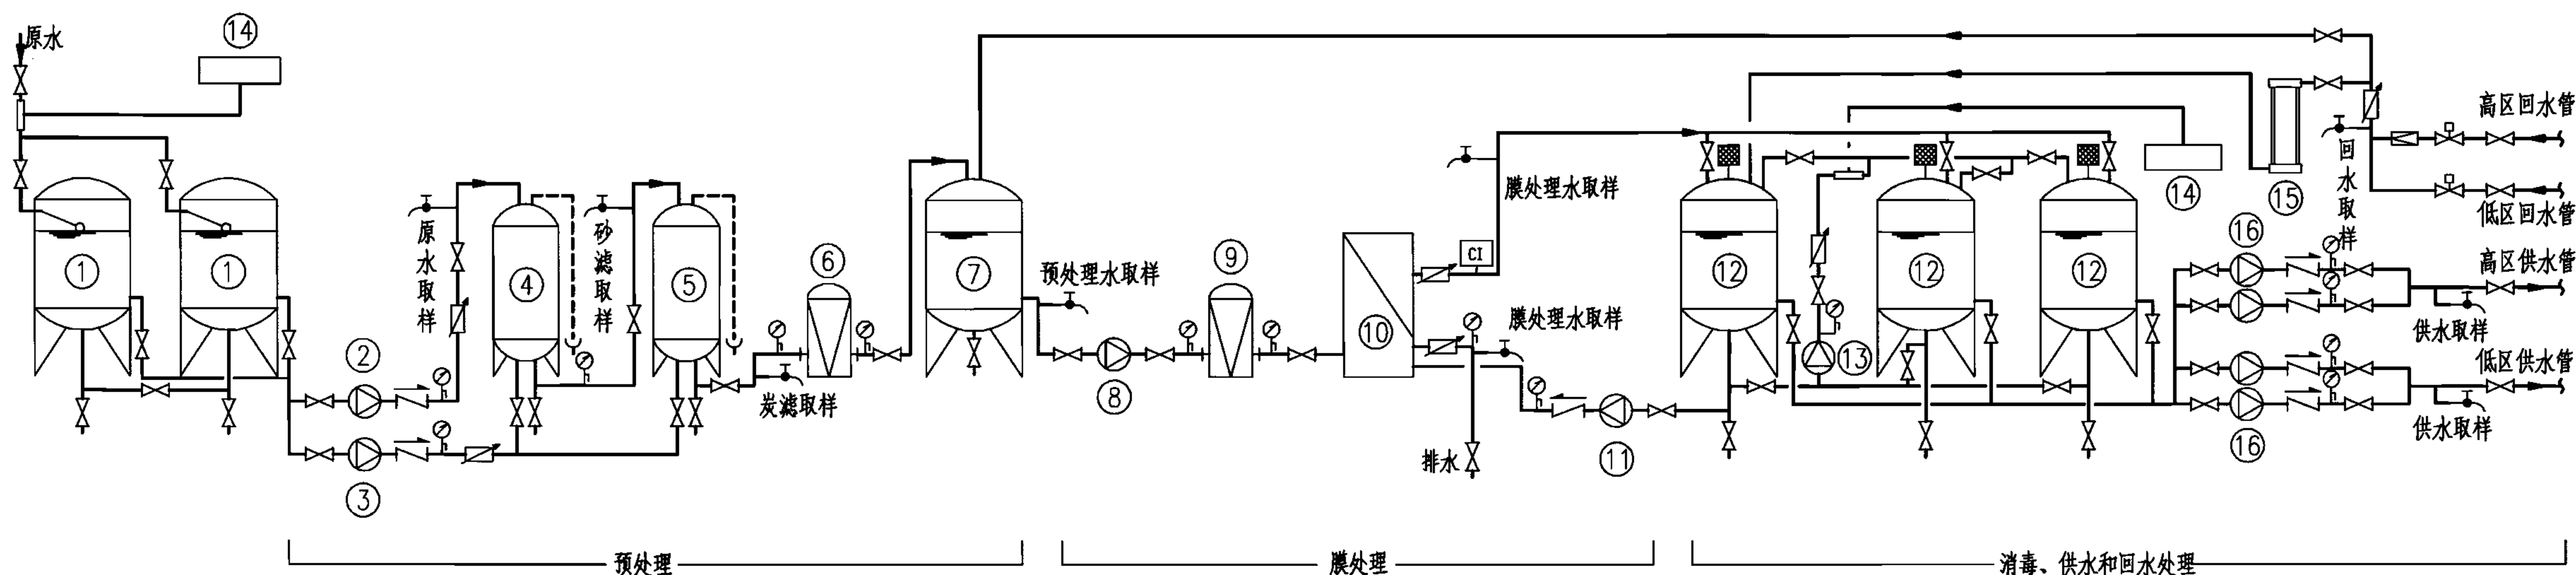 原水
14
1
1
2
3
原水取样
4
砂滤取样
5
炭滤取样
6
7
预处理水取样
8
9
10
膜处理水取样
CI
膜处理水取样
排水
11
12
13
12
12
14
15
回水取样
高区回水管
低区回水管
16
高区供水管
供水取样
低区供水管
供水取样
16
预处理
膜处理
消毒、供水和回水处理